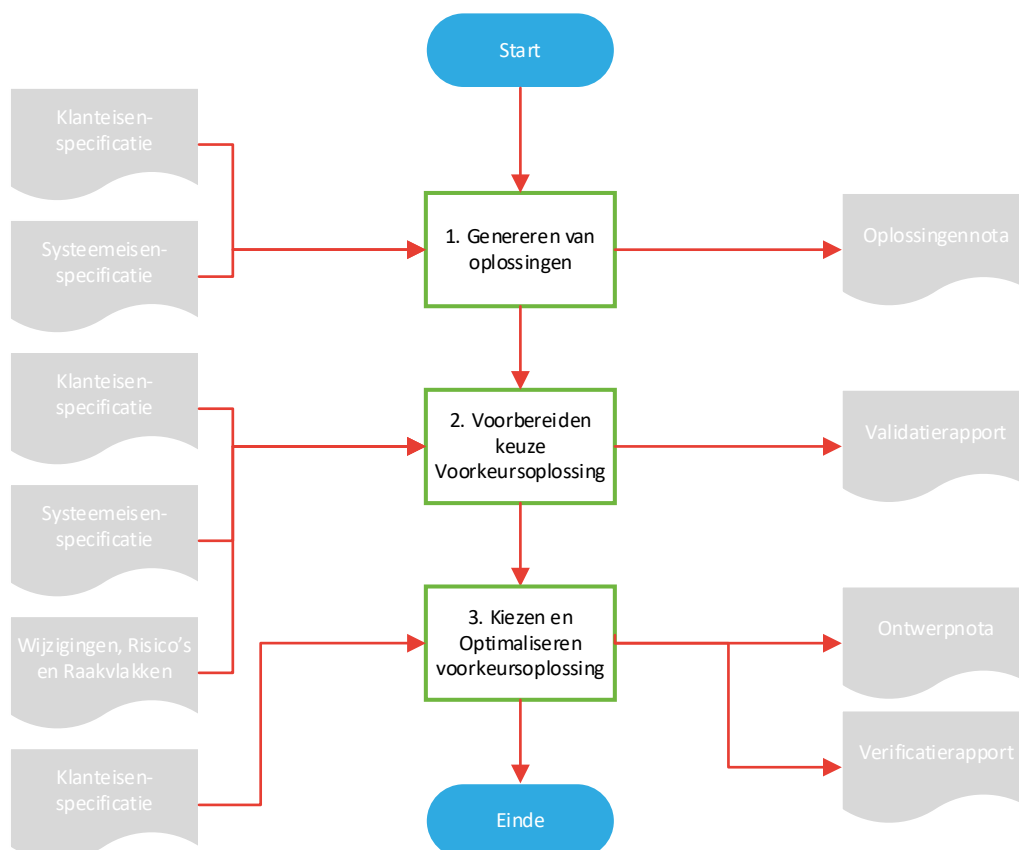 Start
Klanteisen-
specificatie
Systeemeisen-
specificatie
1. Genereren van
oplossingen
Oplossingennota
Klanteisen-
specificatie
Systeemeisen-
specificatie
Wijzigingen, Risico's
en Raakvlakken
2. Voorbereiden
keuze
Voorkeursoplossing
Validatierapport
Klanteisen-
specificatie
3. Kiezen en
Optimaliseren
voorkeursoplossing
Ontwerpnota
Verificatierapport
Einde